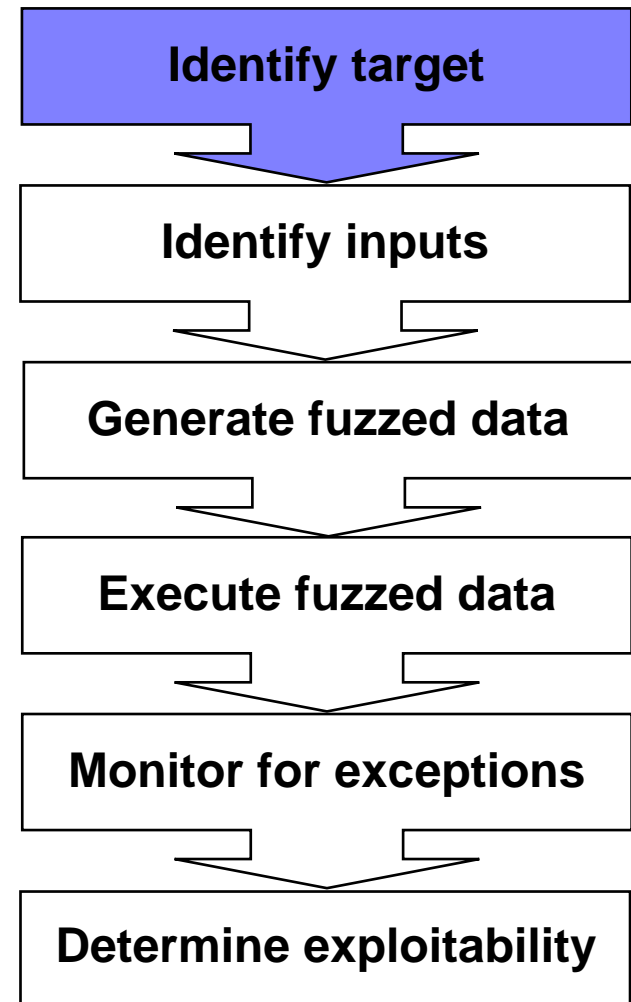 Identify target
Identify inputs
Generate fuzzed data
Execute fuzzed data
Monitor for exceptions
Determine exploitability